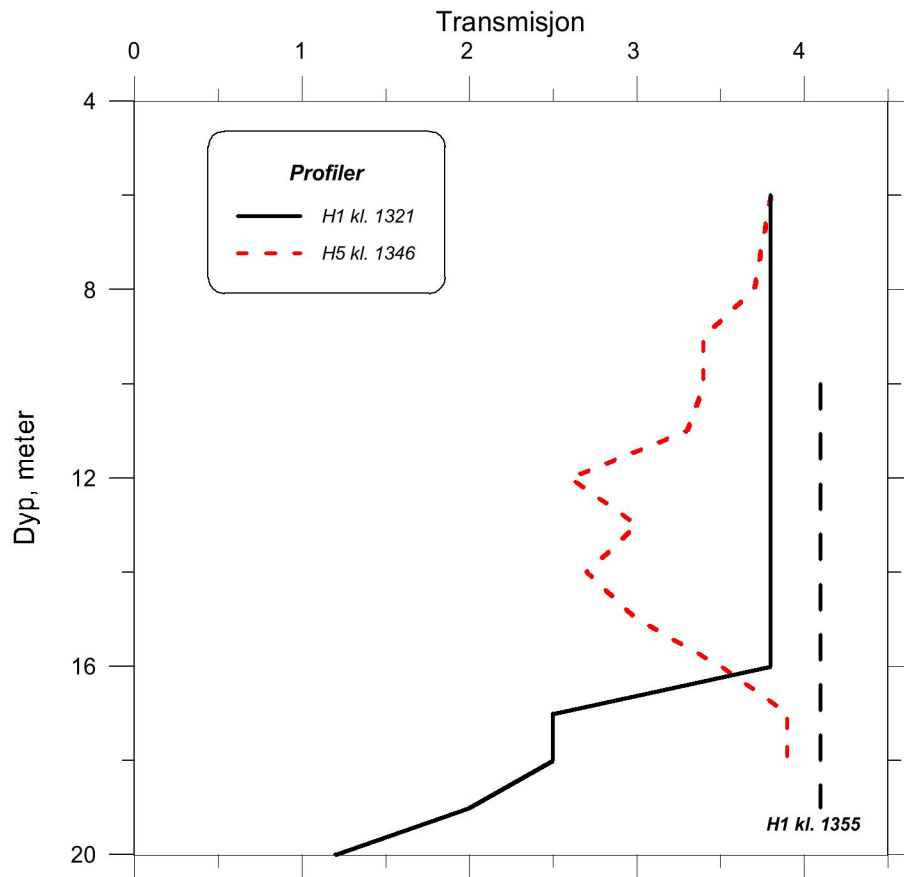 Transmisjon
0 1 2 3 4
4
Profiler
H1 kl. 1321
H5 kl. 1346
8
Dyp, meter
12
16
H1 kl. 1355
20